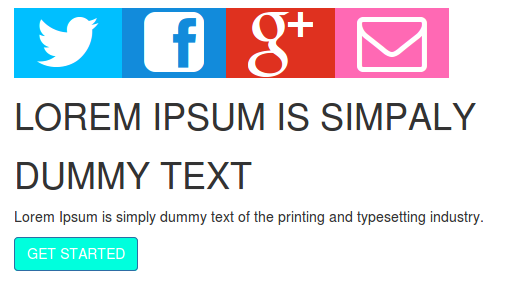 g+
LOREM IPSUM IS SIMPALY
DUMMY TEXT
Lorem Ipsum is simply dummy text of the printing and typesetting industry.
GET STARTED